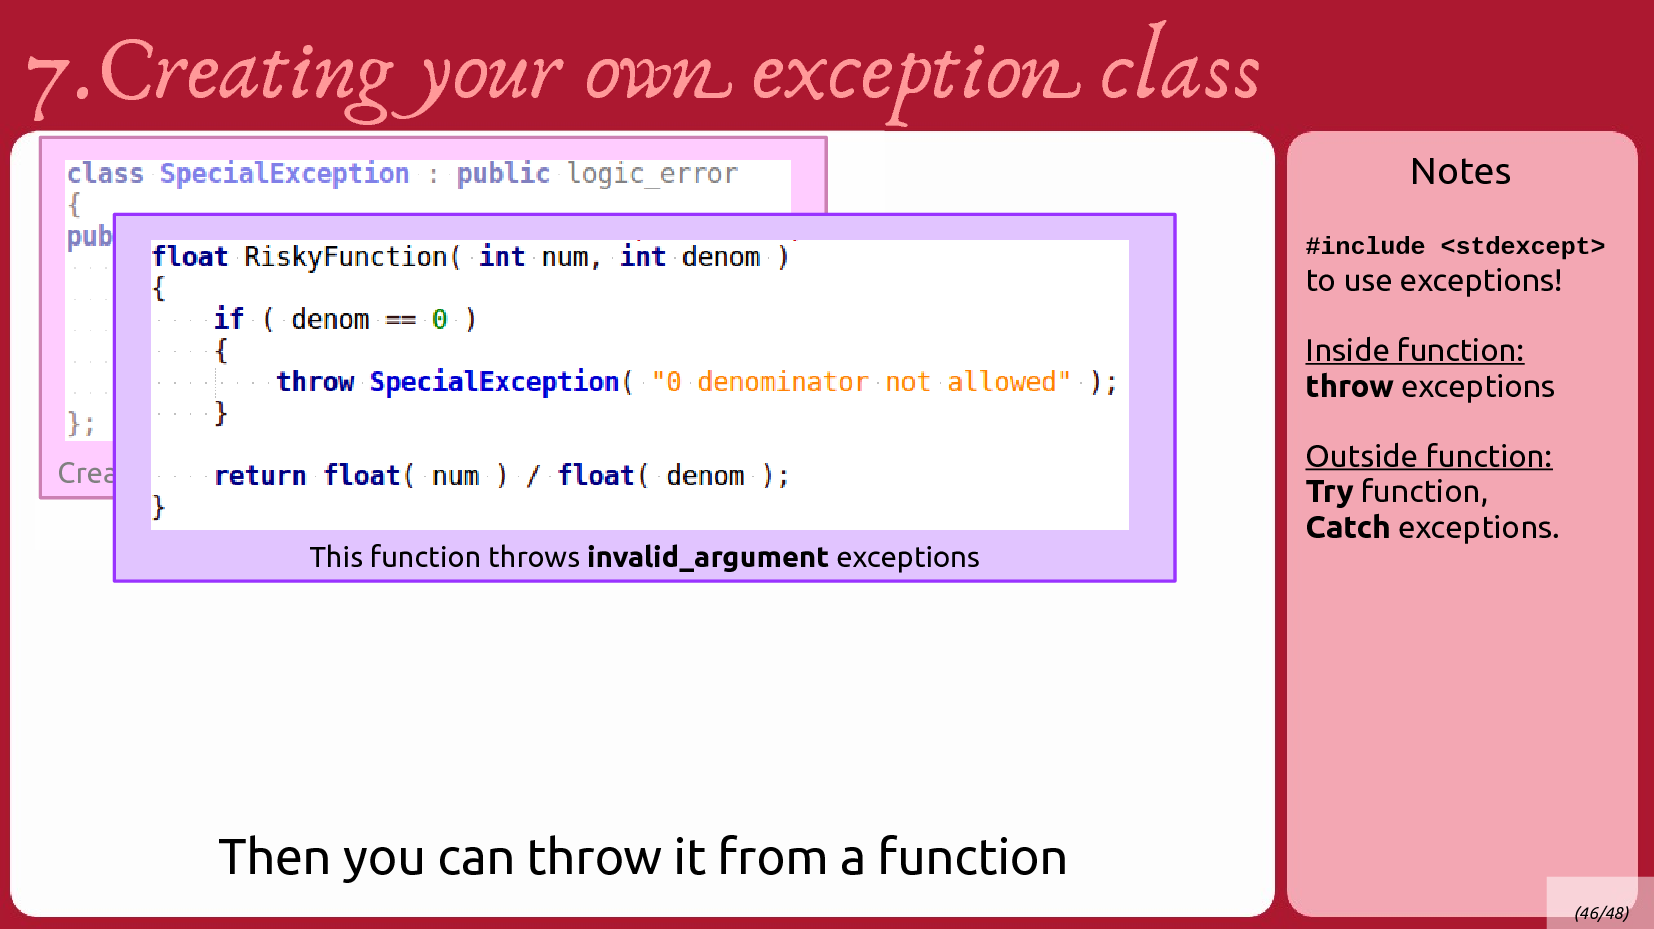 7.Creating your own exception class
class SpecialException : public logic_error
{
};
float RiskyFunction( int num, int denom )
{
if ( denom == 0 )
{
throw SpecialException( "0 denominator not allowed" );
}
return float( num ) / float( denom );
}
This function throws invalid_argument exceptions
Then you can throw it from a function
Notes
#include <stdexcept>
to use exceptions!
Inside function:
throw exceptions
Outside function:
Try function,
Catch exceptions.
(46/48)